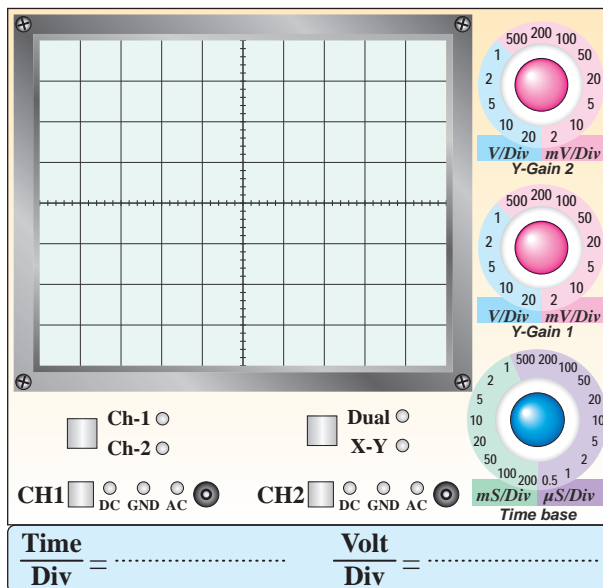 500 200 100
1 50
2 20
5 5
10 10
20 2
V/Div mV/Div
Y-Gain 2
500 200 100
1 50
2 20
5 5
10 10
20 2
V/Div mV/Div
Y-Gain 1
1 500 200
2 100
5 50
10 20
20 10
50 5
100 2
200 0.5 1
mS/Div µS/Div
Time base
Ch-1
Ch-2
Dual
X-Y
CH1 DC GND AC
CH2 DC GND AC
Time
Div = ....................
Volt
Div = ....................